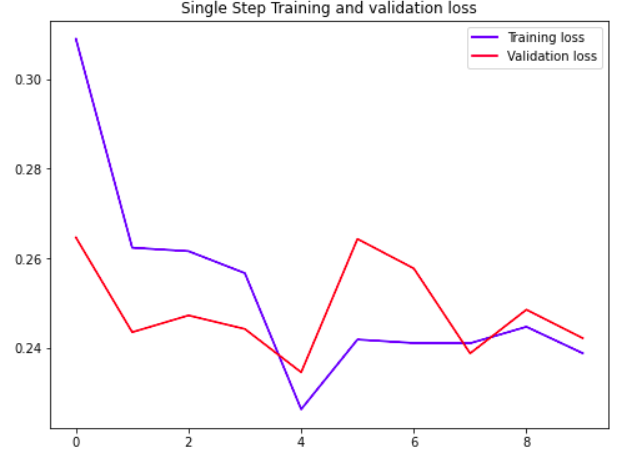 Single Step Training and validation loss
Training loss
Validation loss
0.30
0.28
0.26
0.24
0 2 4 6 8